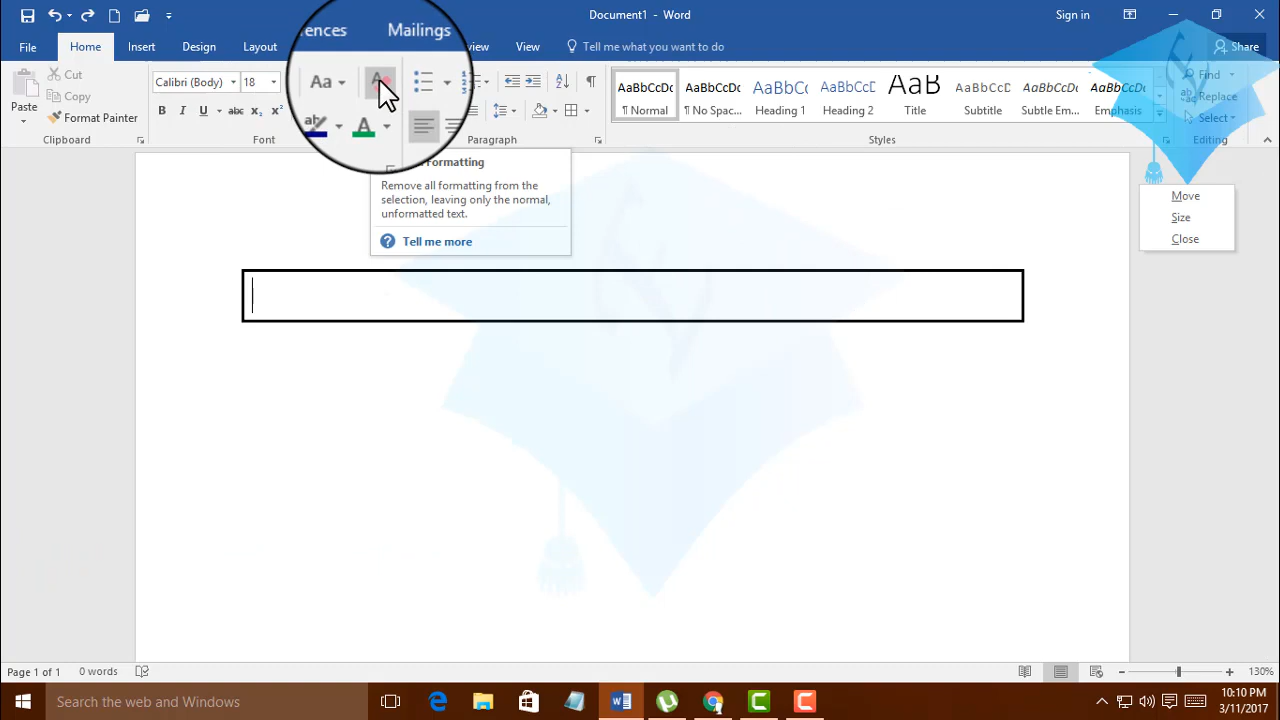 Document1 - Word
Sign in
File Home Insert Design Layout ences Mailings view View Tell me what you want to do Share
Paste
Cut
Copy
Format Painter
Clipboard
Calibri (Body) 18
Aa
B I U abc X₂ X²
ab A
Font
Paragraph
AaBbCcDc AaBbCcDc AaBbCc AaBbCcD AaB AaBbCcD AaBbCcDc AaBbCcDc
¶ Normal ¶ No Spac... Heading 1 Heading 2 Title Subtitle Subtle Em... Emphasis
Styles
Find
Replace
Select
Editing
Formatting
Remove all formatting from the
selection, leaving only the normal,
unformatted text.
Tell me more
Move
Size
Close
Page 1 of 1 0 words
130%
Search the web and Windows
10:10 PM
3/11/2017